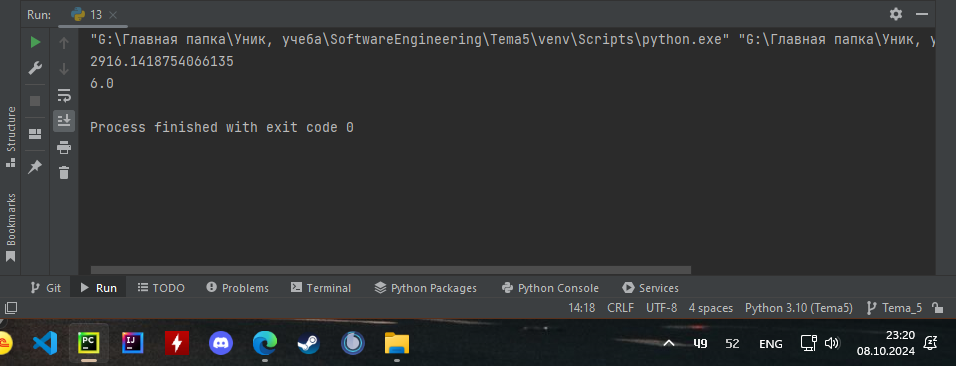 Run: 13
"G:\Главная папка\Уник, учеба\SoftwareEngineering\Tema5\venv\Scripts\python.exe" "G:\Главная папка\Уник, у
2916.1418754066135
6.0
Process finished with exit code 0
Structure
Bookmarks
Git Run TODO Problems Terminal Python Packages Python Console Services
14:18 CRLF UTF-8 4 spaces Python 3.10 (Tema5) Tema_5
PC IJ 52 ENG 23:20
08.10.2024